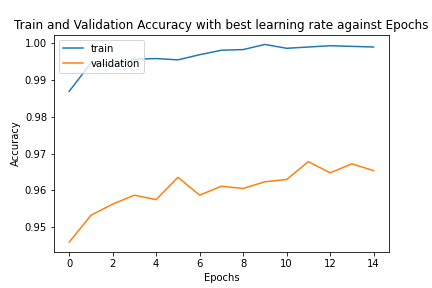 Train and Validation Accuracy with best learning rate against Epochs
1.00
0.99
0.98
0.97
0.96
0.95
Accuracy
train
validation
0 2 4 6 8 10 12 14
Epochs